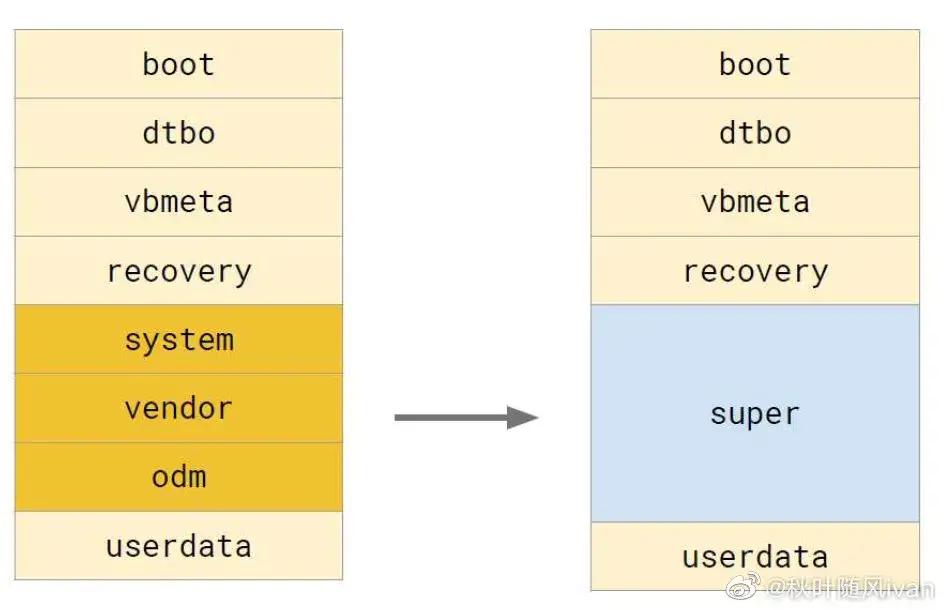 boot
dtbo
vbmeta
recovery
system
vendor
odm
userdata
boot
dtbo
vbmeta
recovery
super
userdata
@秋叶随风ivan